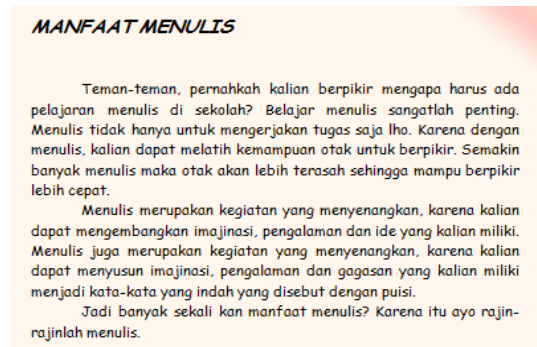 MANFAAT MENULIS
Teman-teman, pernahkah kalian berpikir mengapa harus ada
pelajaran menulis di sekolah? Belajar menulis sangatlah penting.
Menulis tidak hanya untuk mengerjakan tugas saja lho. Karena dengan
menulis, kalian dapat melatih kemampuan otak untuk berpikir. Semakin
banyak menulis maka otak akan lebih terasah sehingga mampu berpikir
lebih cepat.
Menulis merupakan kegiatan yang menyenangkan, karena kalian
dapat mengembangkan imajinasi, pengalaman dan ide yang kalian miliki.
Menulis juga merupakan kegiatan yang menyenangkan, karena kalian
dapat menyusun imajinasi, pengalaman dan gagasan yang kalian miliki
menjadi kata-kata yang indah yang disebut dengan puisi.
Jadi banyak sekali kan manfaat menulis? Karena itu ayo rajin-
rajinlah menulis.